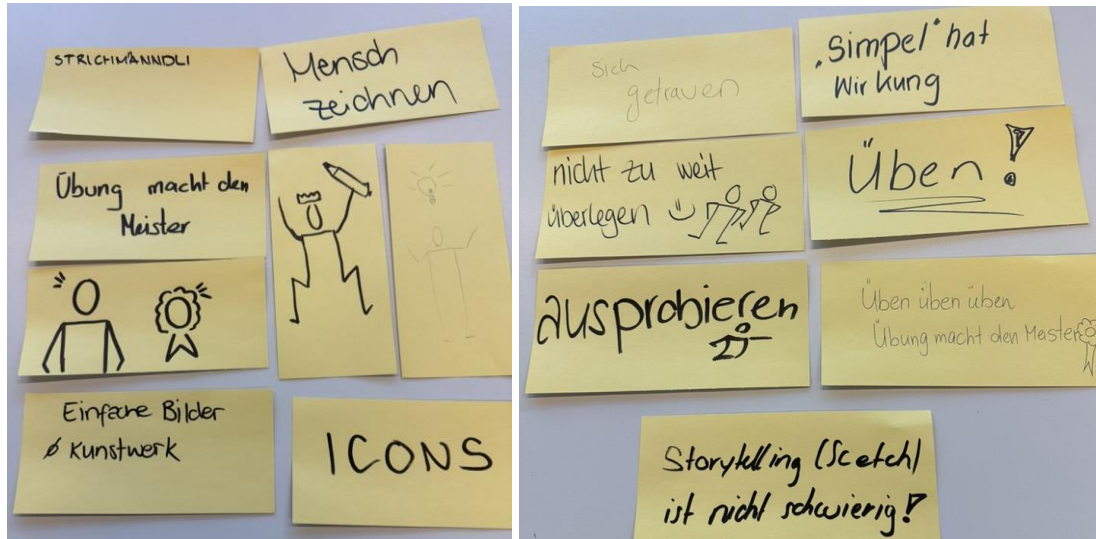 STRICHMÄNNDLI
Mensch
zeichnen
Übung macht den
Meister
Einfache Bilder
ø Kunstwerk
ICONS
Sich
getrauen
"Simpel" hat
Wirkung
nicht zu weit
überlegen
Üben!
ausprobieren
Üben üben üben
Übung macht den Meister
Storytelling (Scetch)
ist nicht schwierig!